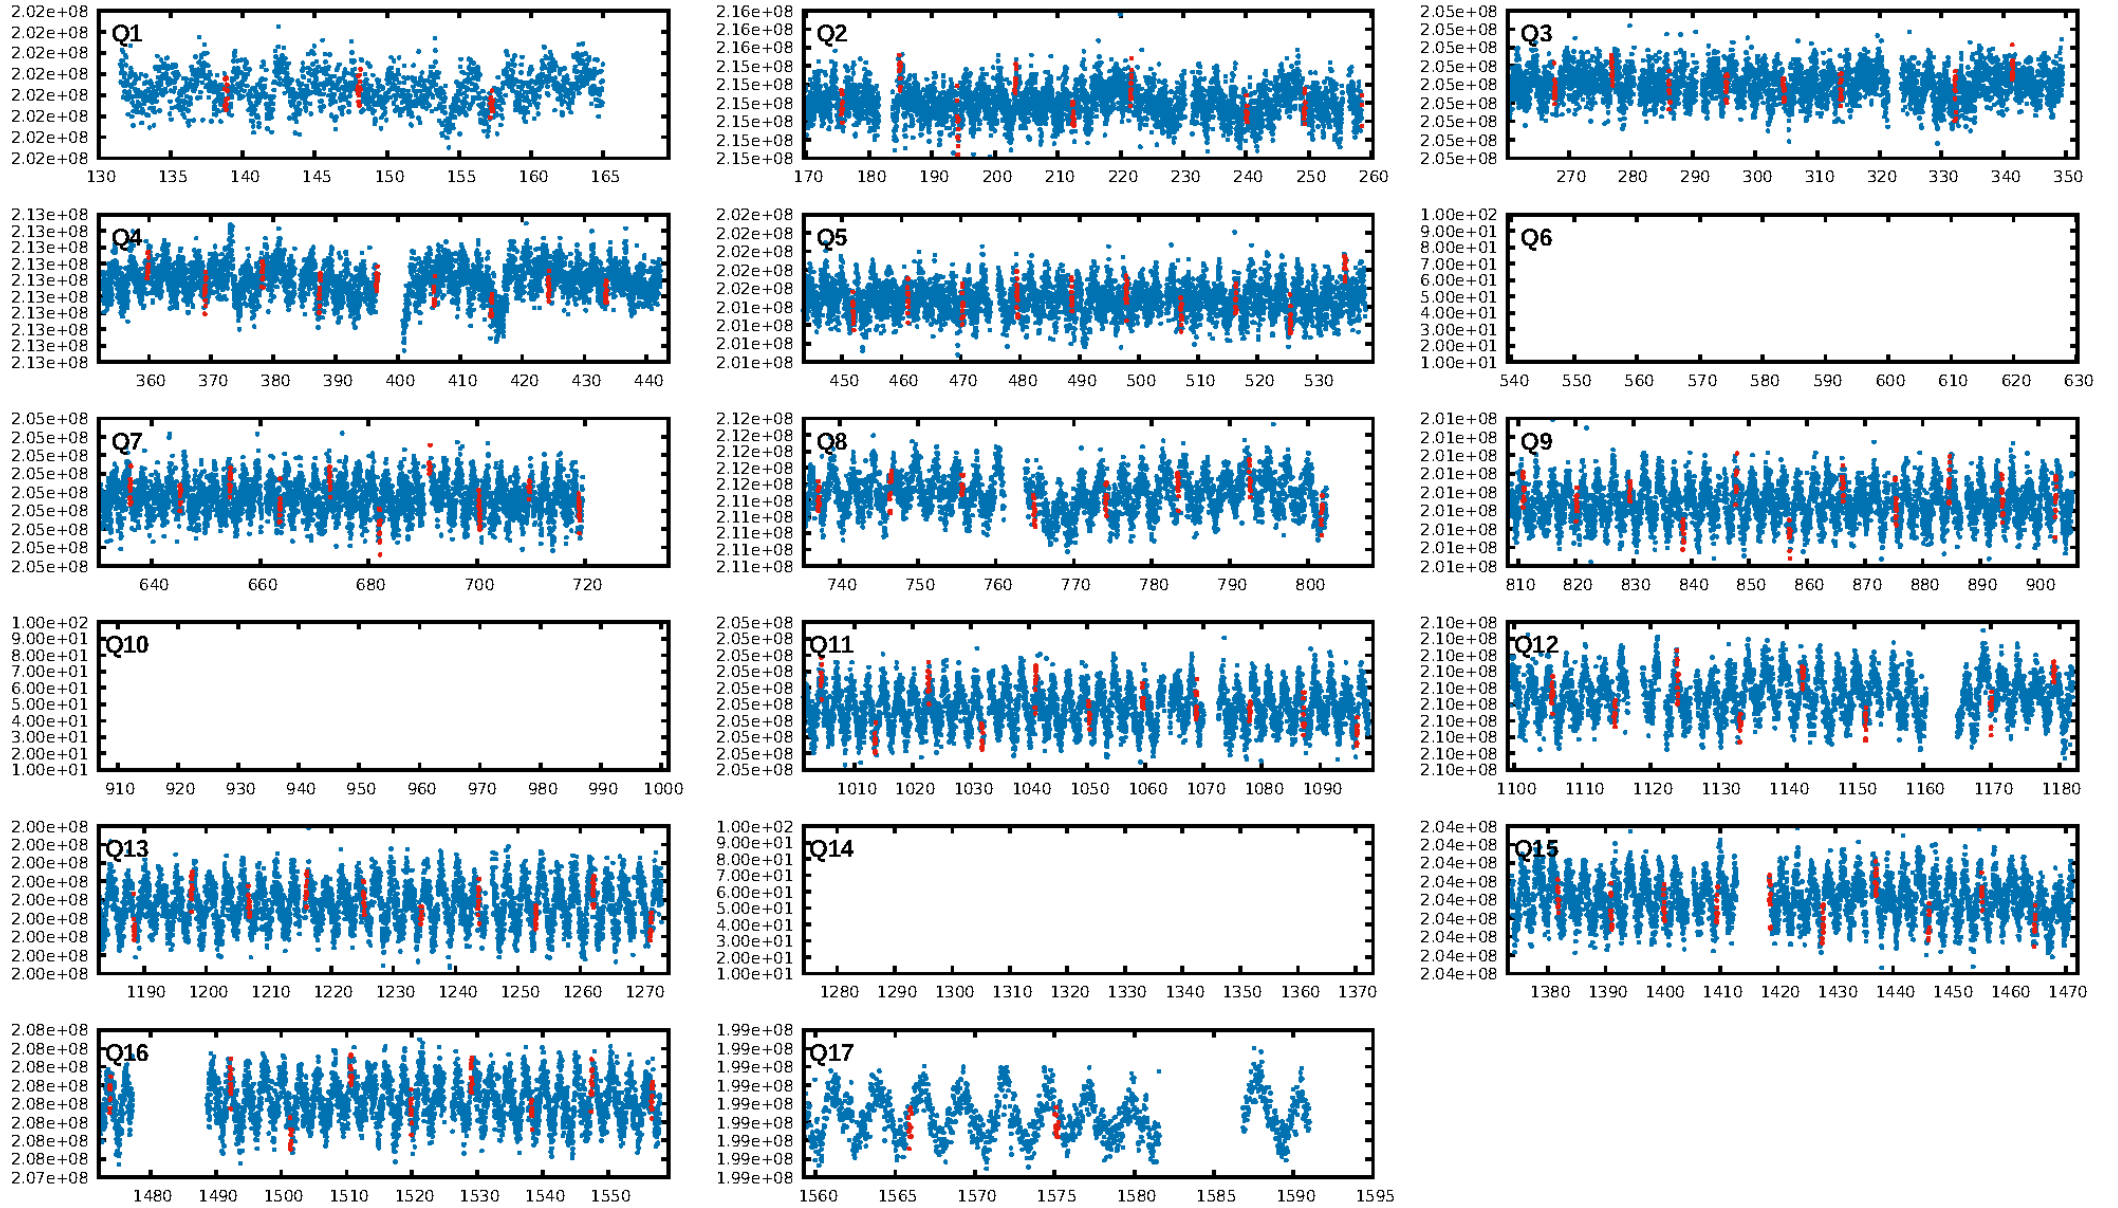 2.02e+08 2.02e+08 2.02e+08 2.02e+08 2.02e+08 2.02e+08 2.02e+08 2.02e+08
Q1
130 135 140 145 150 155 160 165
2.16e+08 2.16e+08 2.16e+08 2.15e+08 2.15e+08 2.15e+08 2.15e+08 2.15e+08 2.15e+08
Q2
170 180 190 200 210 220 230 240 250 260
2.05e+08 2.05e+08 2.05e+08 2.05e+08 2.05e+08 2.05e+08 2.05e+08 2.05e+08 2.05e+08
Q3
270 280 290 300 310 320 330 340 350
2.13e+08 2.13e+08 2.13e+08 2.13e+08 2.13e+08 2.13e+08 2.13e+08 2.13e+08 2.13e+08 2.13e+08
Q4
360 370 380 390 400 410 420 430 440
2.02e+08 2.02e+08 2.02e+08 2.02e+08 2.02e+08 2.01e+08 2.01e+08 2.01e+08 2.01e+08
Q5
450 460 470 480 490 500 510 520 530
1.00e+02 9.00e+01 8.00e+01 7.00e+01 6.00e+01 5.00e+01 4.00e+01 3.00e+01 2.00e+01 1.00e+01
Q6
540 550 560 570 580 590 600 610 620 630
2.05e+08 2.05e+08 2.05e+08 2.05e+08 2.05e+08 2.05e+08 2.05e+08 2.05e+08 2.05e+08
Q7
640 660 680 700 720
2.12e+08 2.12e+08 2.12e+08 2.12e+08 2.12e+08 2.11e+08 2.11e+08 2.11e+08 2.11e+08
Q8
740 750 760 770 780 790 800
2.01e+08 2.01e+08 2.01e+08 2.01e+08 2.01e+08 2.01e+08 2.01e+08 2.01e+08 2.01e+08
Q9
810 820 830 840 850 860 870 880 890 900
1.00e+02 9.00e+01 8.00e+01 7.00e+01 6.00e+01 5.00e+01 4.00e+01 3.00e+01 2.00e+01 1.00e+01
Q10
910 920 930 940 950 960 970 980 990 1000
2.05e+08 2.05e+08 2.05e+08 2.05e+08 2.05e+08 2.05e+08 2.05e+08 2.05e+08 2.05e+08 2.05e+08
Q11
1010 1020 1030 1040 1050 1060 1070 1080 1090
2.10e+08 2.10e+08 2.10e+08 2.10e+08 2.10e+08 2.10e+08 2.10e+08 2.10e+08 2.10e+08 2.10e+08
Q12
1100 1110 1120 1130 1140 1150 1160 1170 1180
2.00e+08 2.00e+08 2.00e+08 2.00e+08 2.00e+08 2.00e+08 2.00e+08 2.00e+08 2.00e+08
Q13
1190 1200 1210 1220 1230 1240 1250 1260 1270
1.00e+02 9.00e+01 8.00e+01 7.00e+01 6.00e+01 5.00e+01 4.00e+01 3.00e+01 2.00e+01 1.00e+01
Q14
1280 1290 1300 1310 1320 1330 1340 1350 1360 1370
2.04e+08 2.04e+08 2.04e+08 2.04e+08 2.04e+08 2.04e+08 2.04e+08 2.04e+08 2.04e+08
Q15
1380 1390 1400 1410 1420 1430 1440 1450 1460 1470
2.08e+08 2.08e+08 2.08e+08 2.08e+08 2.08e+08 2.08e+08 2.08e+08 2.08e+08 2.07e+08
Q16
1480 1490 1500 1510 1520 1530 1540 1550
1.99e+08 1.99e+08 1.99e+08 1.99e+08 1.99e+08 1.99e+08 1.99e+08 1.99e+08 1.99e+08
Q17
1560 1565 1570 1575 1580 1585 1590 1595